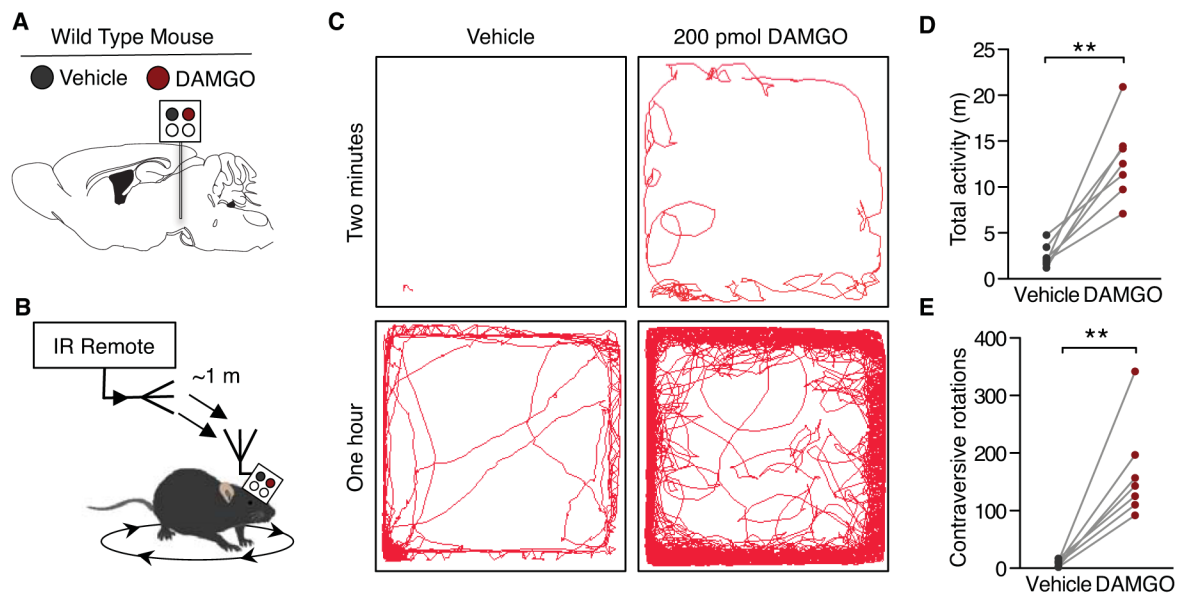 A
Wild Type Mouse
Vehicle DAMGO
B
IR Remote
~1 m
C
Vehicle 200 pmol DAMGO
Two minutes
One hour
D
**
Total activity (m)
25
20
15
10
5
0
Vehicle DAMGO
E
**
Contraversive rotations
400
300
200
100
0
Vehicle DAMGO